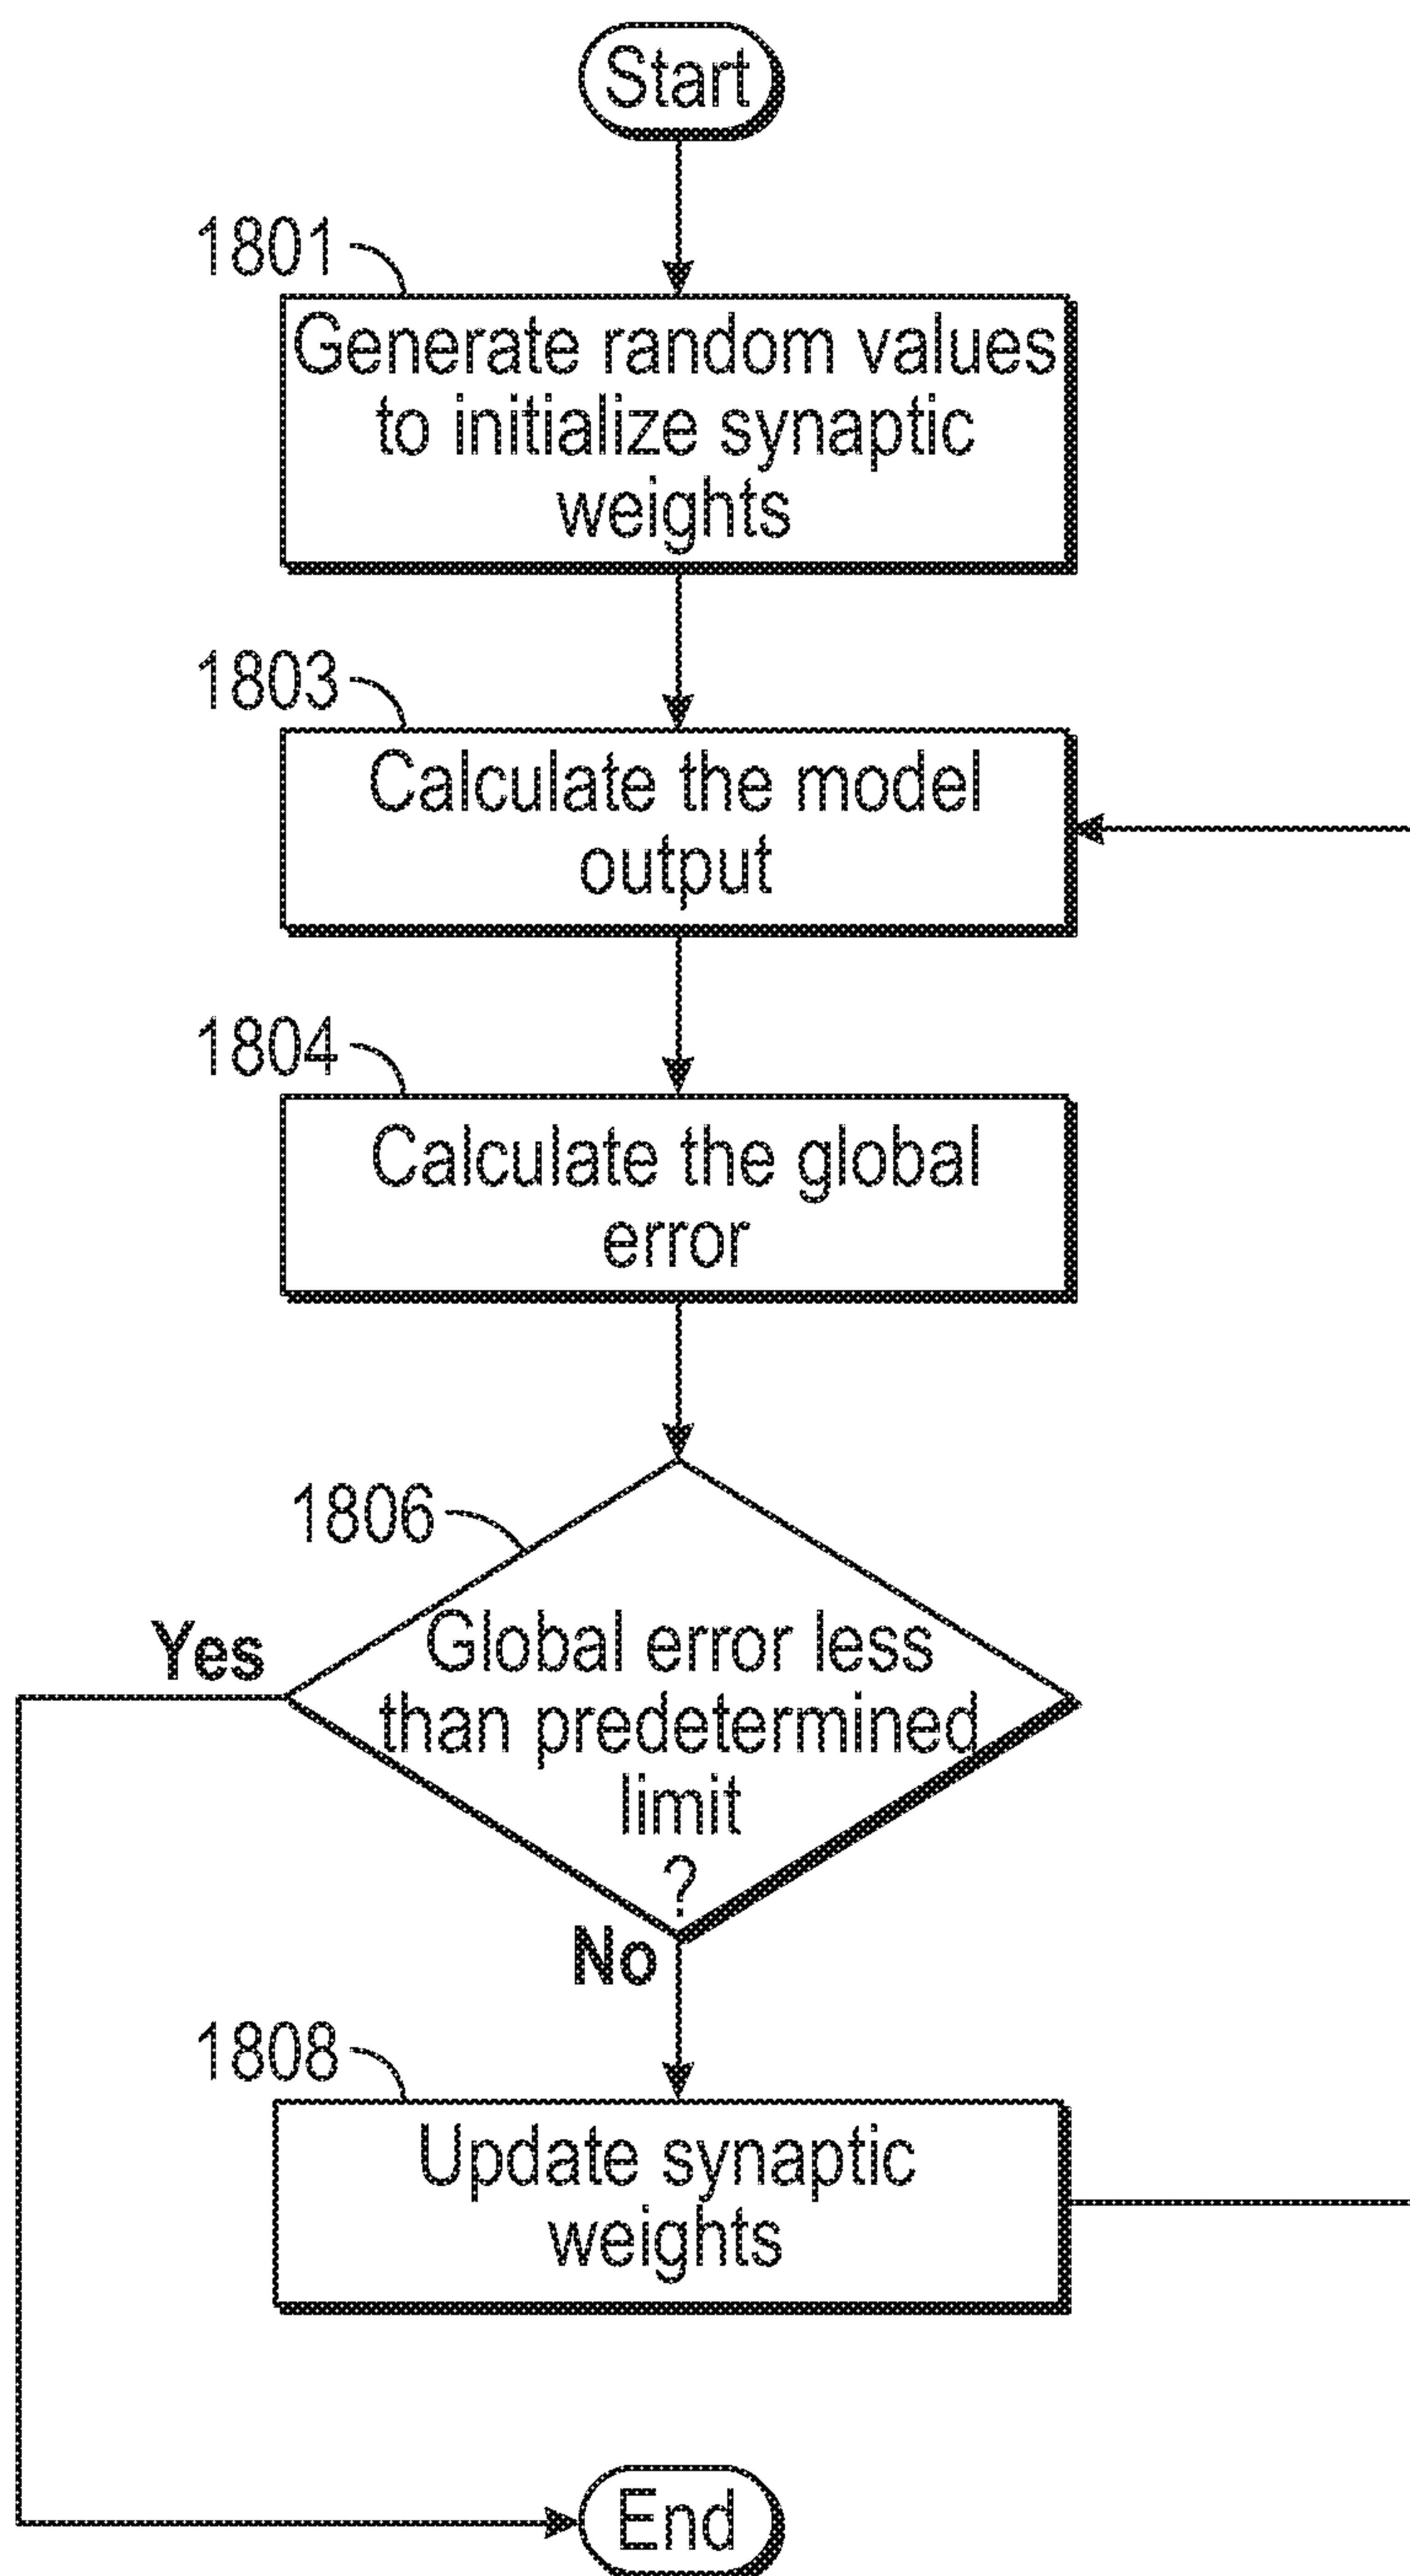 Start
1801
Generate random values
to initialize synaptic
weights
1803
Calculate the model
output
1804
Calculate the global
error
1806
Yes
Global error less
than predetermined
limit
?
No
1808
Update synaptic
weights
End